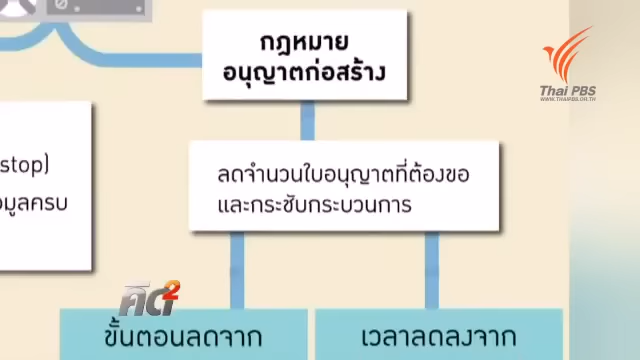 กฎหมาย
อนุญาตก่อสร้าง
Thai PBS
WWW.THAIPBS.OR.TH
stop)
ลดจำนวนใบอนุญาตที่ต้องขอ
และกระชับกระบวนการ
มูลครบ
คิด2
ขั้นตอนลดจาก
เวลาลดลงจาก